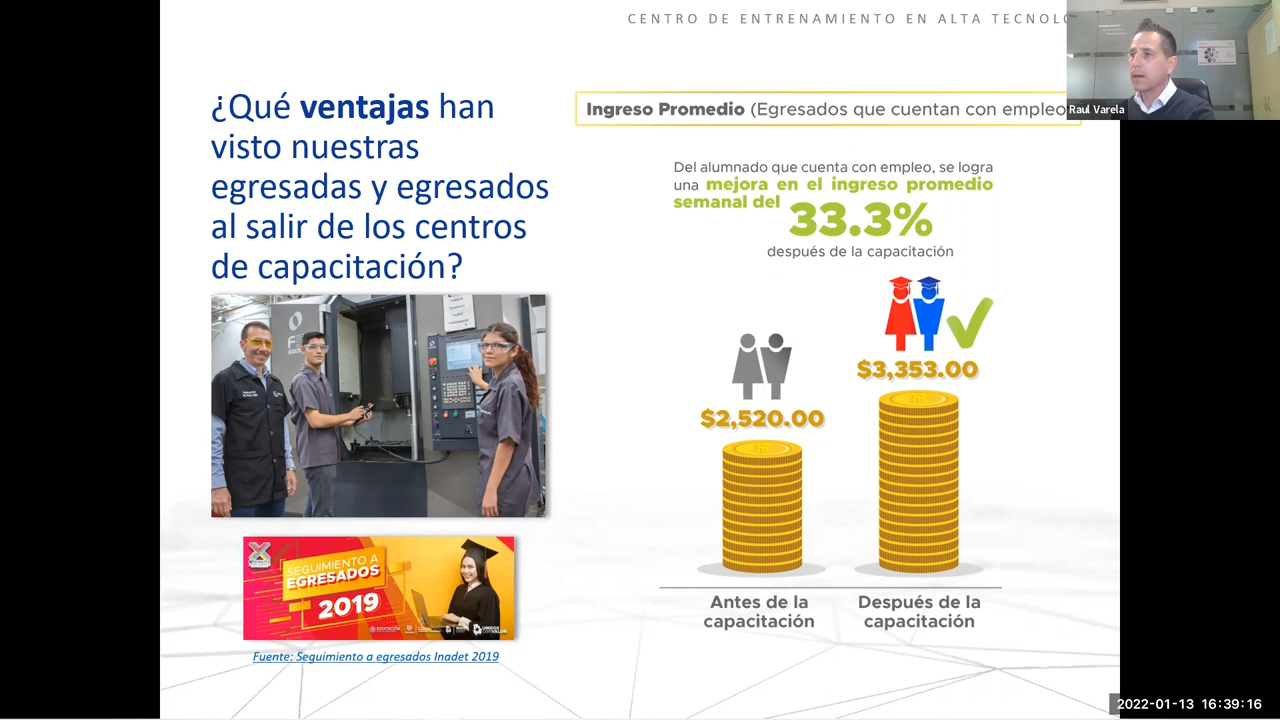 CENTRO DE ENTRENAMIENTO EN ALTA TECNOLO
Raul Varela
¿Qué ventajas han
visto nuestras
egresadas y egresados
al salir de los centros
de capacitación?
Ingreso Promedio (Egresados que cuentan con empleo
Del alumnado que cuenta con empleo, se logra
una mejora en el ingreso promedio
semanal del 33.3%
después de la capacitación
$2,520.00
$3,353.00
Antes de la
capacitación
Después de la
capacitación
SEGUIMIENTO A
EGRESADOS
2019
EDUCACIÓN
UNIDOS
CON VALOR
Fuente: Seguimiento a egresados Inadet 2019
2022-01-13 16:39:16